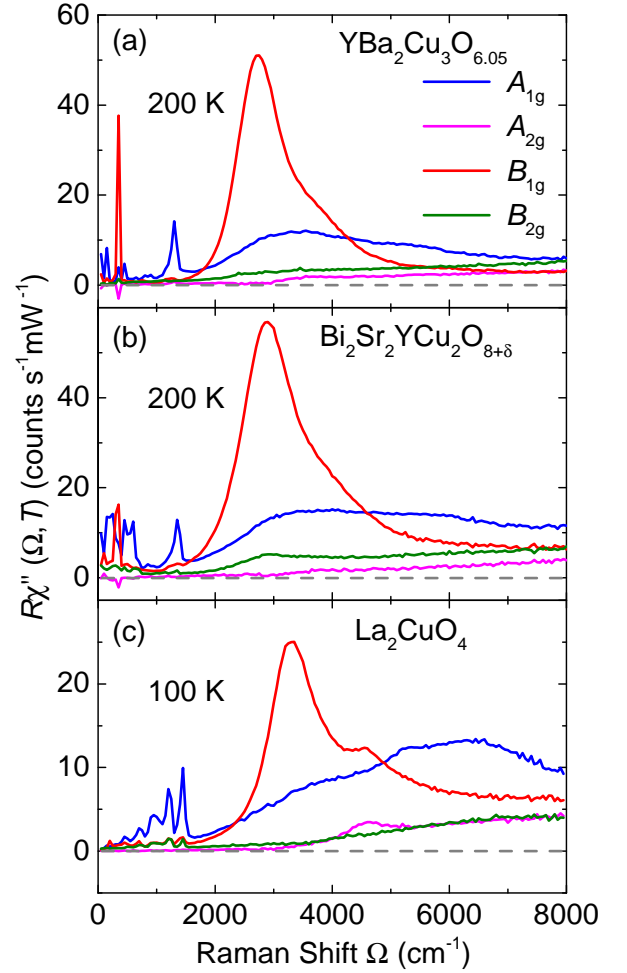 (a) YBa₂Cu₃O₆.₀₅
200 K
A₁g
A₂g
B₁g
B₂g
60
40
20
0
(b) Bi₂Sr₂YCu₂O₈₊δ
200 K
40
20
0
(c) La₂CuO₄
100 K
20
10
0
0 2000 4000 6000 8000
Raman Shift Ω (cm⁻¹)
Rχ'' (Ω, T) (counts s⁻¹mW⁻¹)